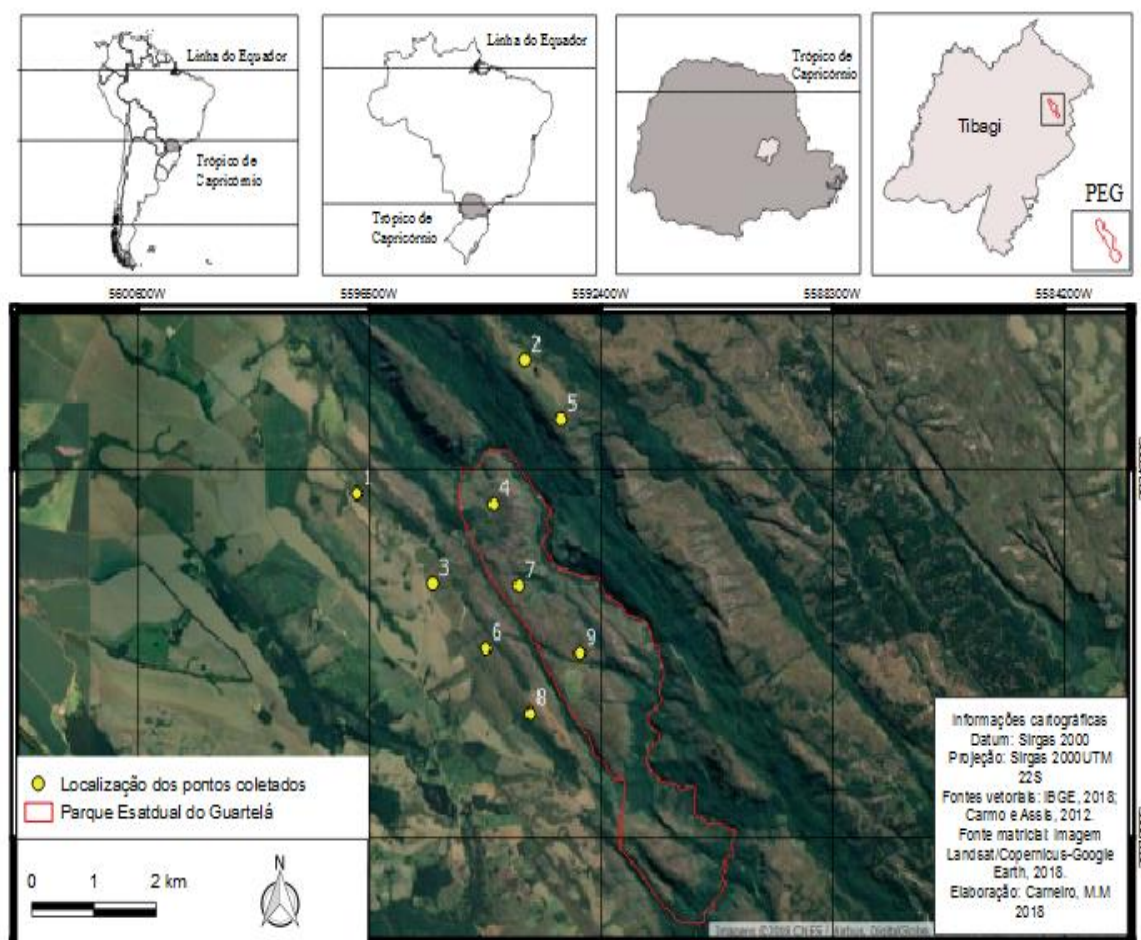 Linha do Equador
Trópico de
Capricórnio
Linha do Equador
Trópico de
Capricórnio
Trópico de
Capricórnio
Tibagi
PEG
5600600W
5596500W
5592400W
5588300W
5584200W
1
2
3
4
5
6
7
8
9
Localização dos pontos coletados
Parque Esatdual do Guartelá
0 1 2 km
N
Informações cartográficas
Datum: Sirgas 2000
Projeção: Sirgas 2000UTM
22S
Fontes vetoriais: IBGE, 2018;
Carmo e Assis, 2012.
Fonte matricial: Imagem
Landsat/Copernicus-Google
Earth, 2018.
Elaboração: Carneiro, M.M
2018